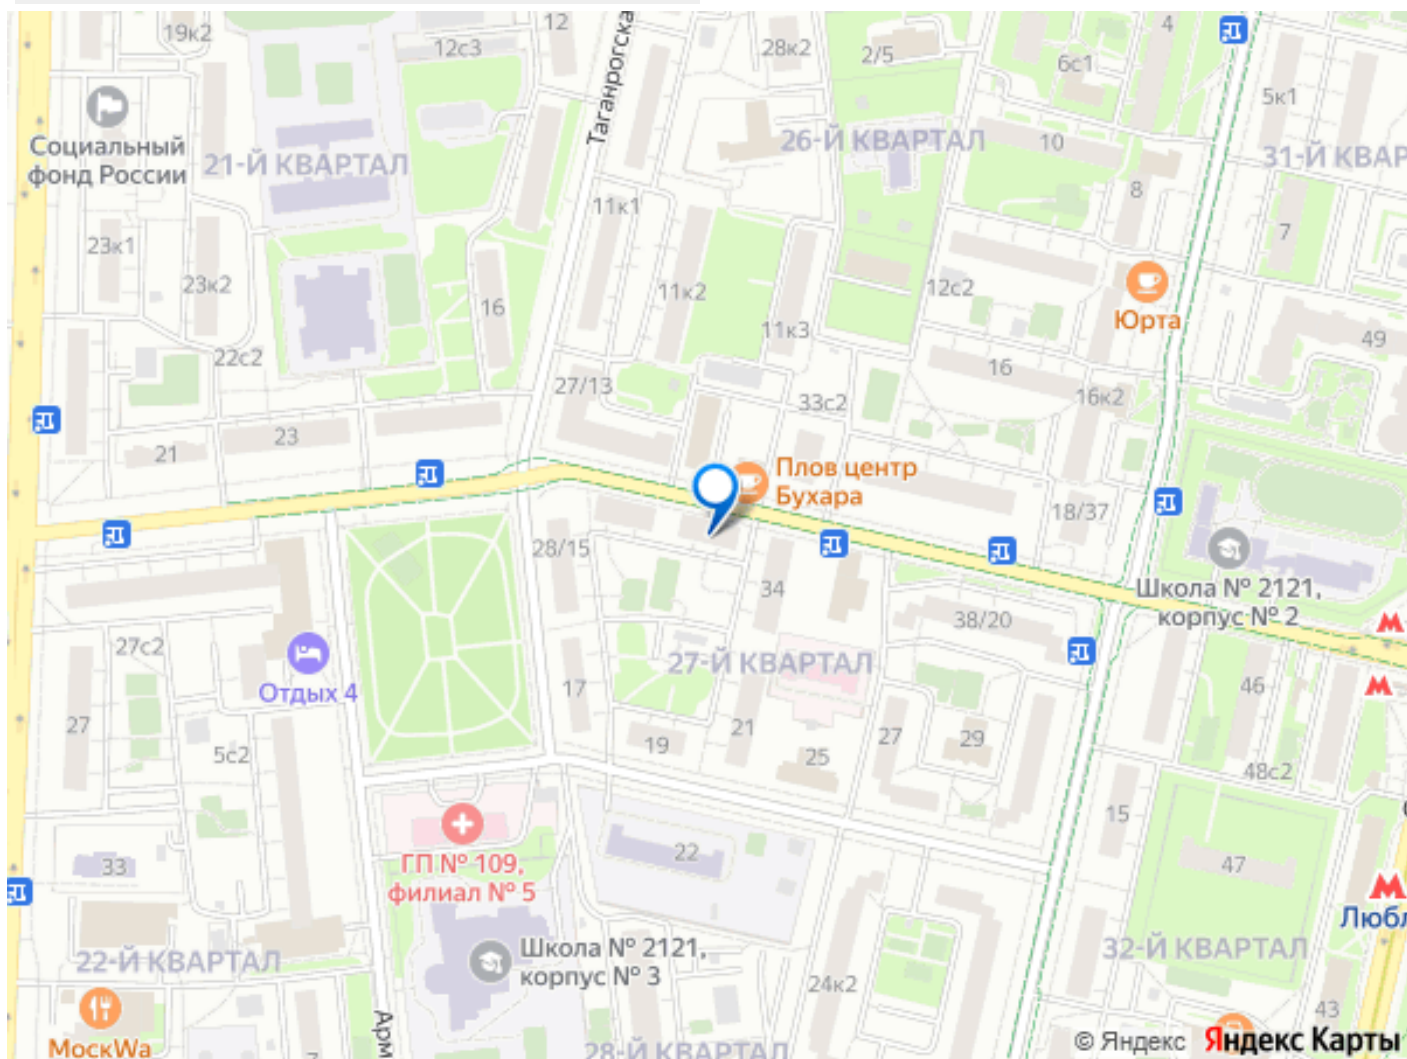 19к2
12с3
12
Таганрогска
28к2
2/5
6с1
4
5к1
Социальный
фонд России
21-Й КВАРТАЛ
26-Й КВАРТАЛ
10
31-Й КВАР
8
7
11к1
23к1
23к2
16
11к2
11к3
12с2
Юрта
49
22с2
27/13
33с2
16
16к2
21
23
Плов центр
Бухара
18/37
28/15
34
38/20
Школа № 2121,
корпус № 2
27с2
Отдых 4
27-Й КВАРТАЛ
17
46
27
5с2
19
21
25
27
29
48с2
15
33
ГП № 109,
филиал № 5
22
47
Любл
22-Й КВАРТАЛ
Школа № 2121,
корпус № 3
24к2
32-Й КВАРТАЛ
43
МоскWa
Арм
28-Й КВАРТАЛ
© Яндекс Яндекс Карты